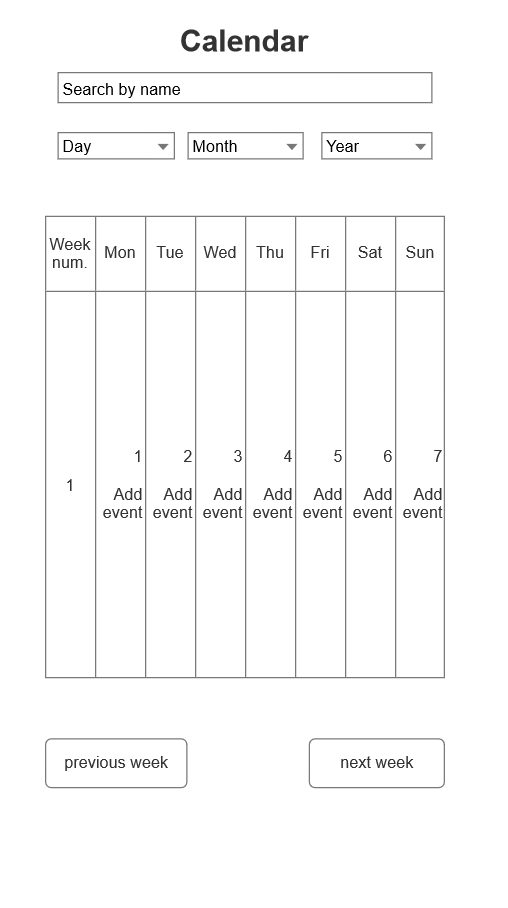 Calendar
Search by name
Day Month Year
Week num. Mon Tue Wed Thu Fri Sat Sun
1 1 2 3 4 5 6 7
Add event Add event Add event Add event Add event Add event Add event
previous week next week